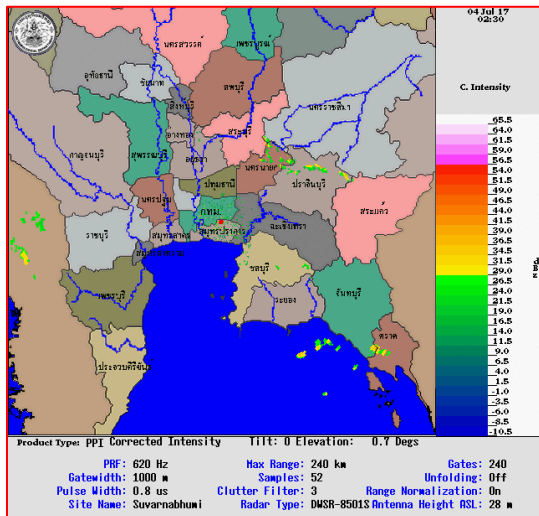 04 Jul 17
02:30
C. Intensity
นครสวรรค์
เพชรบูรณ์
อุทัยธานี
ชัยนาท
ลพบุรี
สิงห์บุรี
นครราชสีมา
อ่างทอง
สระบุรี
กาญจนบุรี
สุพรรณบุรี
อยุธยา
นครนายก
ปราจีนบุรี
ปทุมธานี
นครปฐม
สระแก้ว
กทม.
ฉะเชิงเทรา
ราชบุรี
สมุทรสาคร
สมุทรปราการ
ชลบุรี
เพชรบุรี
จันทบุรี
ระยอง
ตราด
ประจวบคีรีขันธ์
65.5
64.0
61.5
59.0
56.5
54.0
51.5
49.0
46.5
44.0
41.5
39.0
36.5
34.0
31.5
29.0
26.5
24.0
21.5
19.0
16.5
14.0
11.5
9.0
6.5
4.0
1.5
-1.0
-3.5
-6.0
-8.0
-10.5
Product Type: PPI Corrected Intensity Tilt: 0 Elevation: 0.7 Degs
PRF: 620 Hz Max Range: 240 km Gates: 240
Gatewidth: 1000 m Samples: 52 Unfolding: Off
Pulse Width: 0.8 us Clutter Filter: 3 Range Normalization: On
Site Name: Suvarnabhumi Radar Type: DWSR-8501S Antenna Height ASL: 28 m